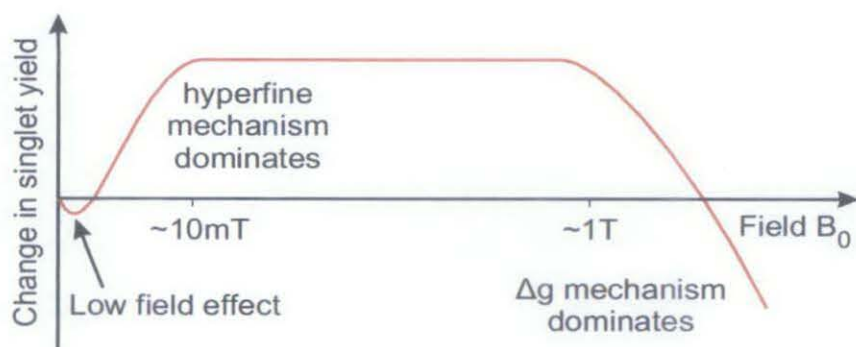 Change in singlet yield
hyperfine
mechanism
dominates
~10mT
~1T
Field B₀
Low field effect
Δg mechanism
dominates